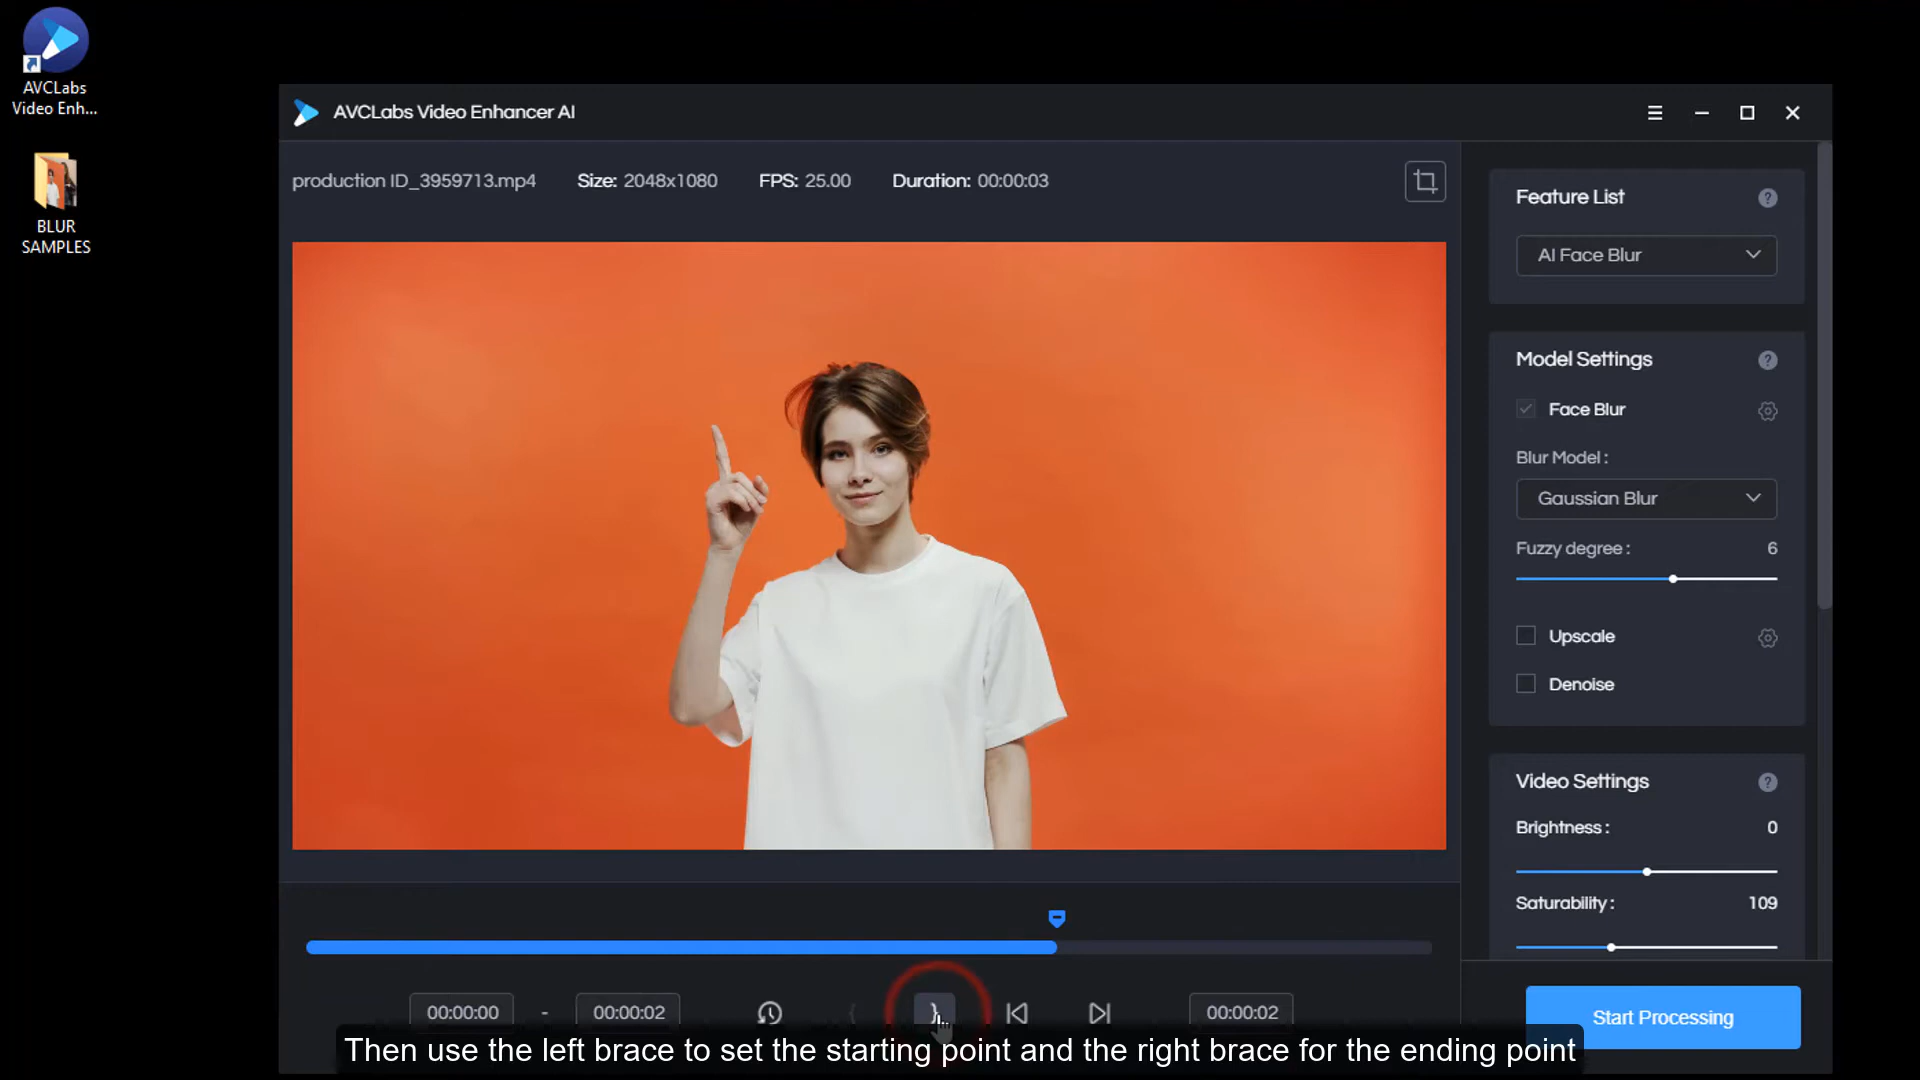 AVCLabs
Video Enh...
BLUR
SAMPLES
AVCLabs Video Enhancer AI
production ID_3959713.mp4 Size: 2048x1080 FPS: 25.00 Duration: 00:00:03
Feature List
AI Face Blur
Model Settings
Face Blur
Blur Model :
Gaussian Blur
Fuzzy degree : 6
Upscale
Denoise
Video Settings
Brightness : 0
Saturability : 109
00:00:00 - 00:00:02 { } 00:00:02
Start Processing
Then use the left brace to set the starting point and the right brace for the ending point